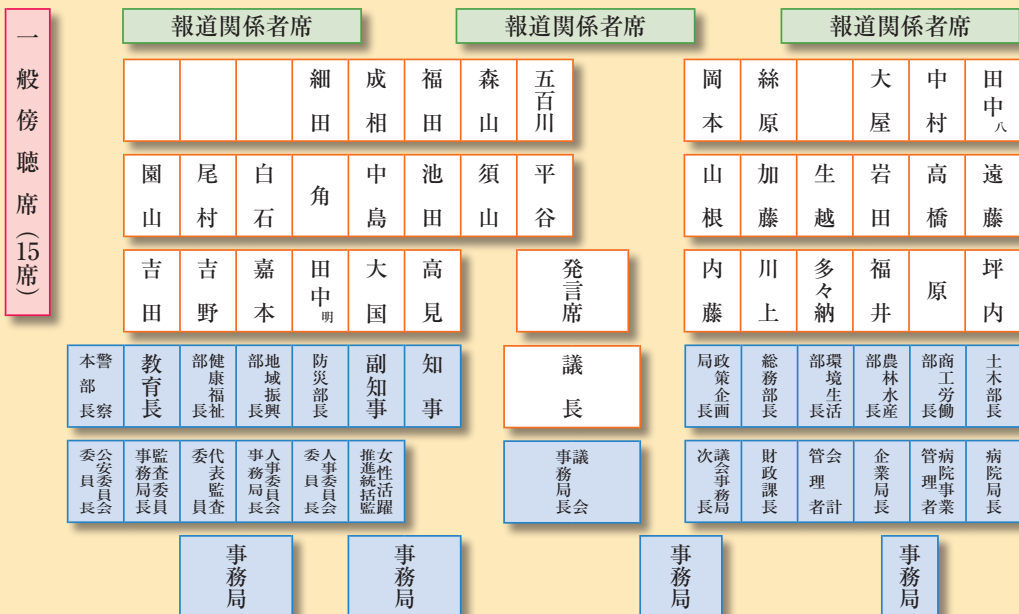 一般傍聴席(15席)
報道関係者席
報道関係者席
報道関係者席
細田
成相
福田
森山
五百川
岡本
絲原
大屋
中村
田中八
園山
尾村
白石
角
中島
池田
須山
平谷
山根
加藤
生越
岩田
高橋
遠藤
吉田
吉野
嘉本
田中明
大国
高見
発言席
内藤
川上
多々納
福井
原
坪内
警察本部長
教育長
健康福祉部長
地域振興部長
防災部長
副知事
知事
議長
政策企画局長
総務部長
環境生活部長
農林水産部長
商工労働部長
土木部長
公安委員会委員長
監査委員事務局長
代表監査委員
人事委員会事務局長
人事委員会委員長
女性活躍推進統括監
議会事務局長
議会事務局次長
財政課長
会計管理者
企業局長
病院事業管理者
病院局長
事務局
事務局
事務局
事務局